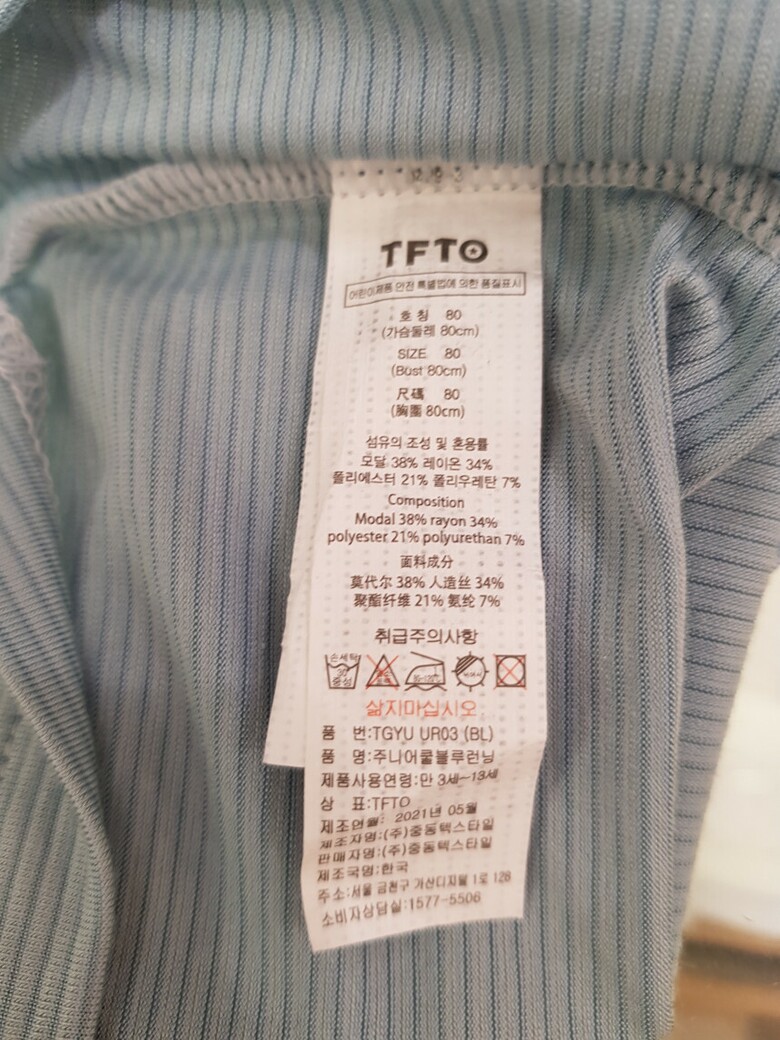 TFTO
어린이제품 안전 특별법에 의한 품질표시
호 칭 80
(가슴둘레 80cm)
SIZE 80
(Bust 80cm)
尺碼 80
(胸圍 80cm)
섬유의 조성 및 혼용률
모달 38% 레이온 34%
폴리에스터 21% 폴리우레탄 7%
Composition
Modal 38% rayon 34%
polyester 21% polyurethan 7%
面料成分
莫代尔 38% 人造丝 34%
聚酯纤维 21% 氨纶 7%
취급주의사항
손세탁
30
중성
삶지마십시오
품 번:TGYU UR03 (BL)
품 명:주니어쿨블루런닝
제품사용연령:만 3세~13세
상 표:TFTO
제조연월: 2021년 05월
제조자명:(주)중동텍스타일
판매자명:(주)중동텍스타일
제조국명:한국
주소:서울 금천구 가산디지털 1로 128
소비자상담실:1577-5506